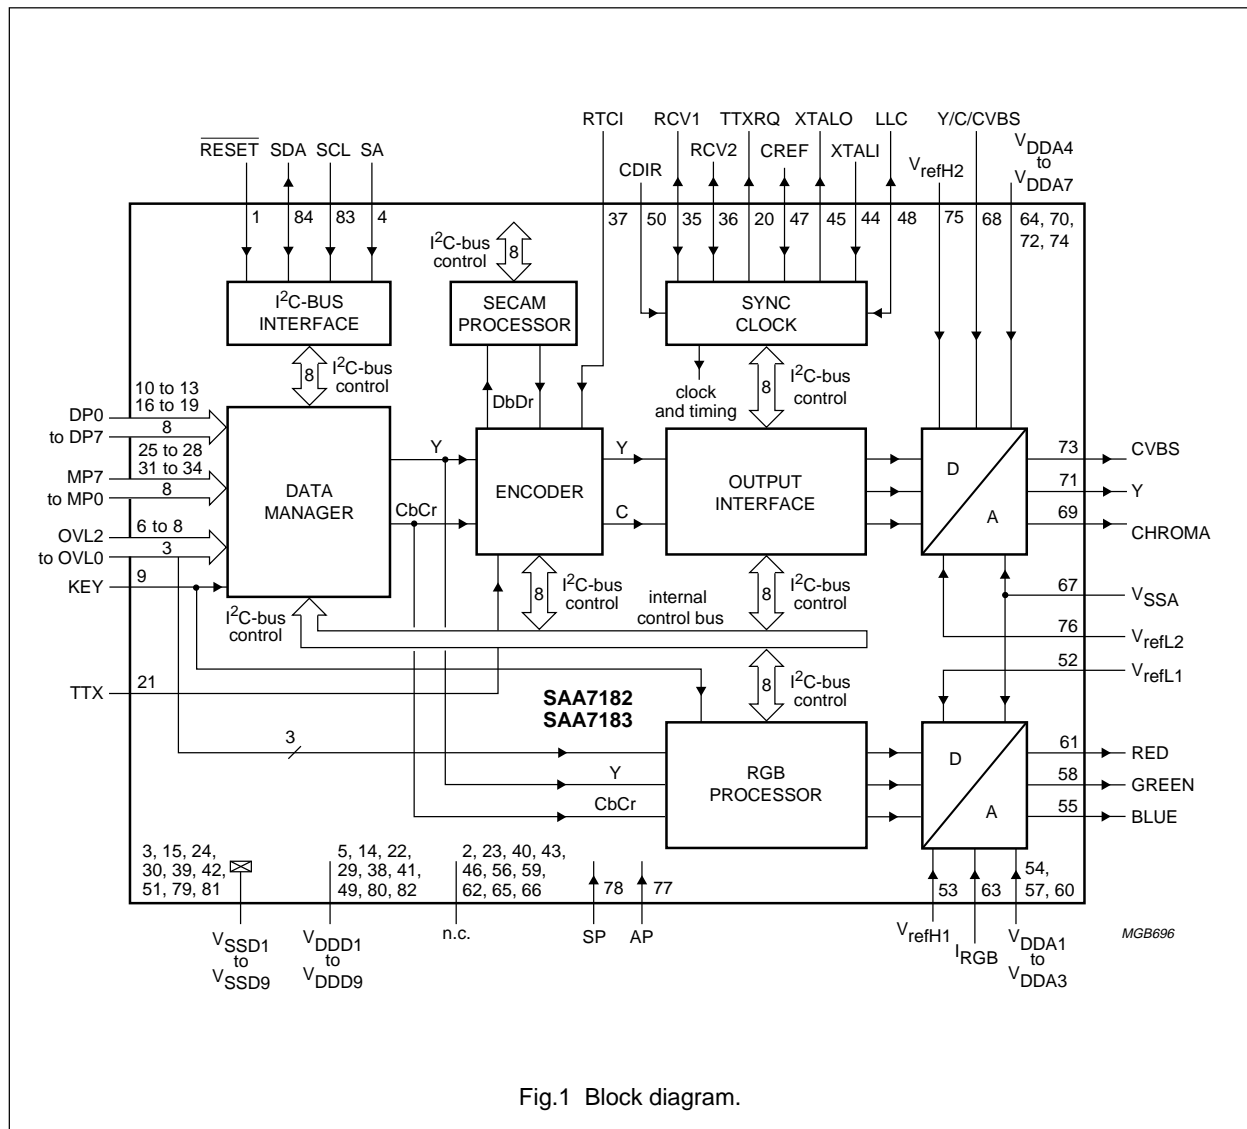 RTCI RCV1 TTXRQ XTALO LLC Y/C/CVBS
RESET SDA SCL SA CDIR RCV2 CREF XTALI VrefH2 VDDA4
to
VDDA7
1 84 83 4 37 50 35 36 20 47 45 44 48 75 68 64, 70,
72, 74
I2C-bus
control
8
I2C-BUS
INTERFACE
SECAM
PROCESSOR
SYNC
CLOCK
8
I2C-bus
control
DbDr
clock
and timing
8
I2C-bus
control
10 to 13
16 to 19
DP0
to DP7
8
25 to 28
31 to 34
MP7
to MP0
8
OVL2
to OVL0
6 to 8
3
KEY
9
DATA
MANAGER
Y
CbCr
ENCODER
Y
C
OUTPUT
INTERFACE
D
A
73 CVBS
71 Y
69 CHROMA
I2C-bus
control
8
I2C-bus
control
internal
control bus
8
I2C-bus
control
67 VSSA
76 VrefL2
52 VrefL1
TTX
21
SAA7182
SAA7183
8
I2C-bus
control
3
Y
CbCr
RGB
PROCESSOR
D
A
61 RED
58 GREEN
55 BLUE
3, 15, 24,
30, 39, 42,
51, 79, 81
5, 14, 22,
29, 38, 41,
49, 80, 82
2, 23, 40, 43,
46, 56, 59,
62, 65, 66
78 77
53 63
54,
57, 60
VSSD1
to
VSSD9
VDDD1
to
VDDD9
n.c.
SP
AP
VrefH1
IRGB
VDDA1
to
VDDA3
MGB696
Fig.1 Block diagram.